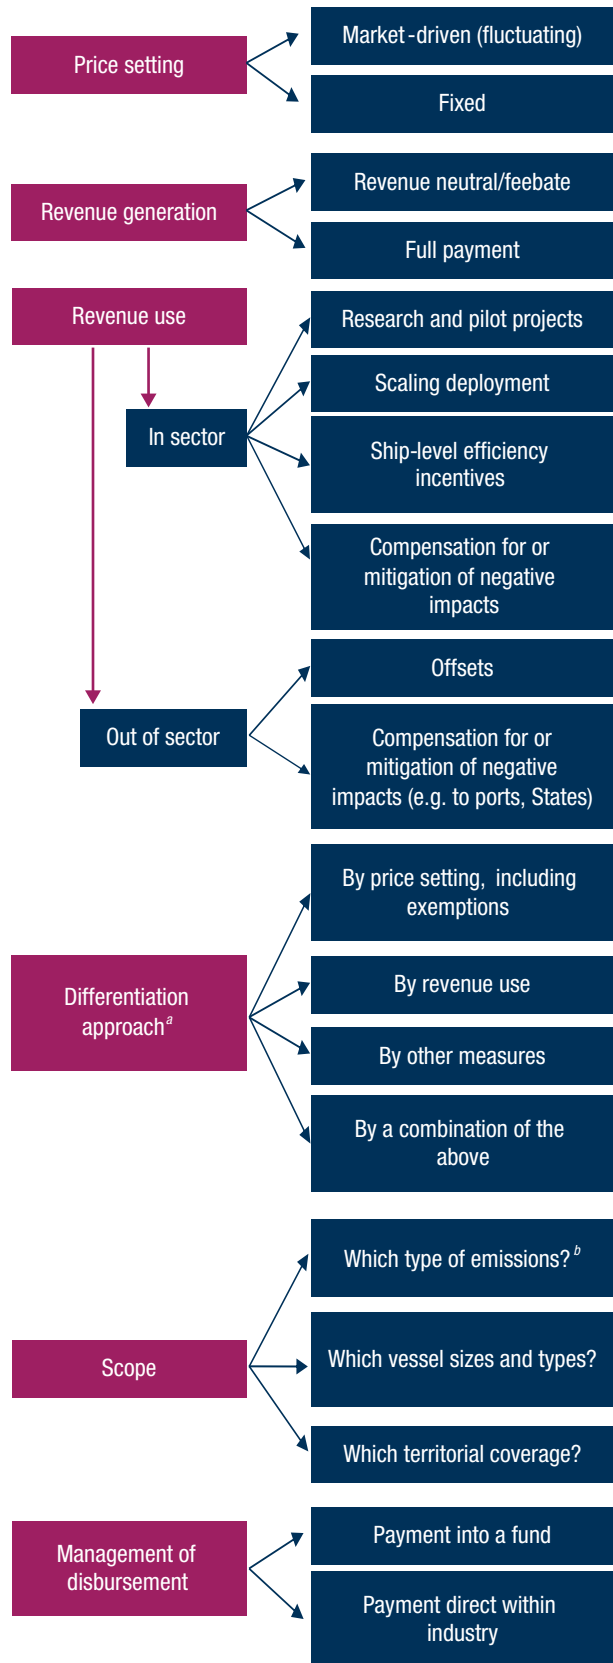 Price setting
Market-driven (fluctuating)
Fixed
Revenue generation
Revenue neutral/feebate
Full payment
Revenue use
In sector
Research and pilot projects
Scaling deployment
Ship-level efficiency
incentives
Compensation for or
mitigation of negative
impacts
Out of sector
Offsets
Compensation for or
mitigation of negative
impacts (e.g. to ports, States)
Differentiation
approach a
By price setting, including
exemptions
By revenue use
By other measures
By a combination of the
above
Scope
Which type of emissions? b
Which vessel sizes and types?
Which territorial coverage?
Management of
disbursement
Payment into a fund
Payment direct within
industry